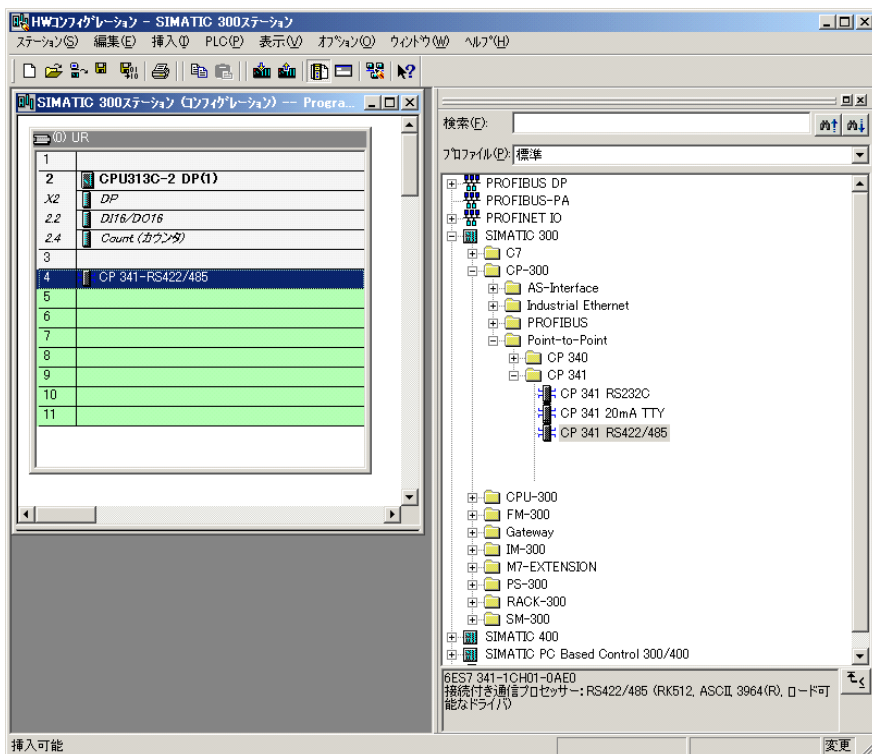 HWコンフィグレーション - SIMATIC 300ステーション
ステーション(S) 編集(E) 挿入(I) PLC(P) 表示(V) オプション(O) ウィンドウ(W) ヘルプ(H)
SIMATIC 300ステーション (コンフィグレーション) -- Progra...
(0) UR
1
2 CPU313C-2 DP(1)
X2 DP
2.2 DI16/DO16
2.4 Count (カウンタ)
3
4 CP 341-RS422/485
5
6
7
8
9
10
11
検索(F):
プロファイル(P): 標準
PROFIBUS DP
PROFIBUS-PA
PROFINET IO
SIMATIC 300
C7
CP-300
AS-Interface
Industrial Ethernet
PROFIBUS
Point-to-Point
CP 340
CP 341
CP 341 RS232C
CP 341 20mA TTY
CP 341 RS422/485
CPU-300
FM-300
Gateway
IM-300
M7-EXTENSION
PS-300
RACK-300
SM-300
SIMATIC 400
SIMATIC PC Based Control 300/400
6ES7 341-1CH01-0AE0
接続付き通信プロセッサー: RS422/485 (RK512, ASCII, 3964(R), ロード可
能なドライバ)
挿入可能
変更